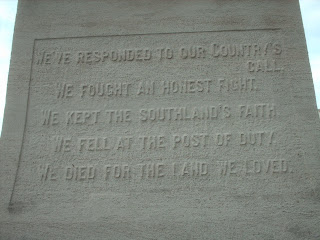 WE'VE RESPONDED TO OUR COUNTRY'S
CALL.
WE FOUGHT AN HONEST FIGHT.
WE KEPT THE SOUTHLAND'S FAITH.
WE FELL AT THE POST OF DUTY.
WE DIED FOR THE LAND WE LOVED.